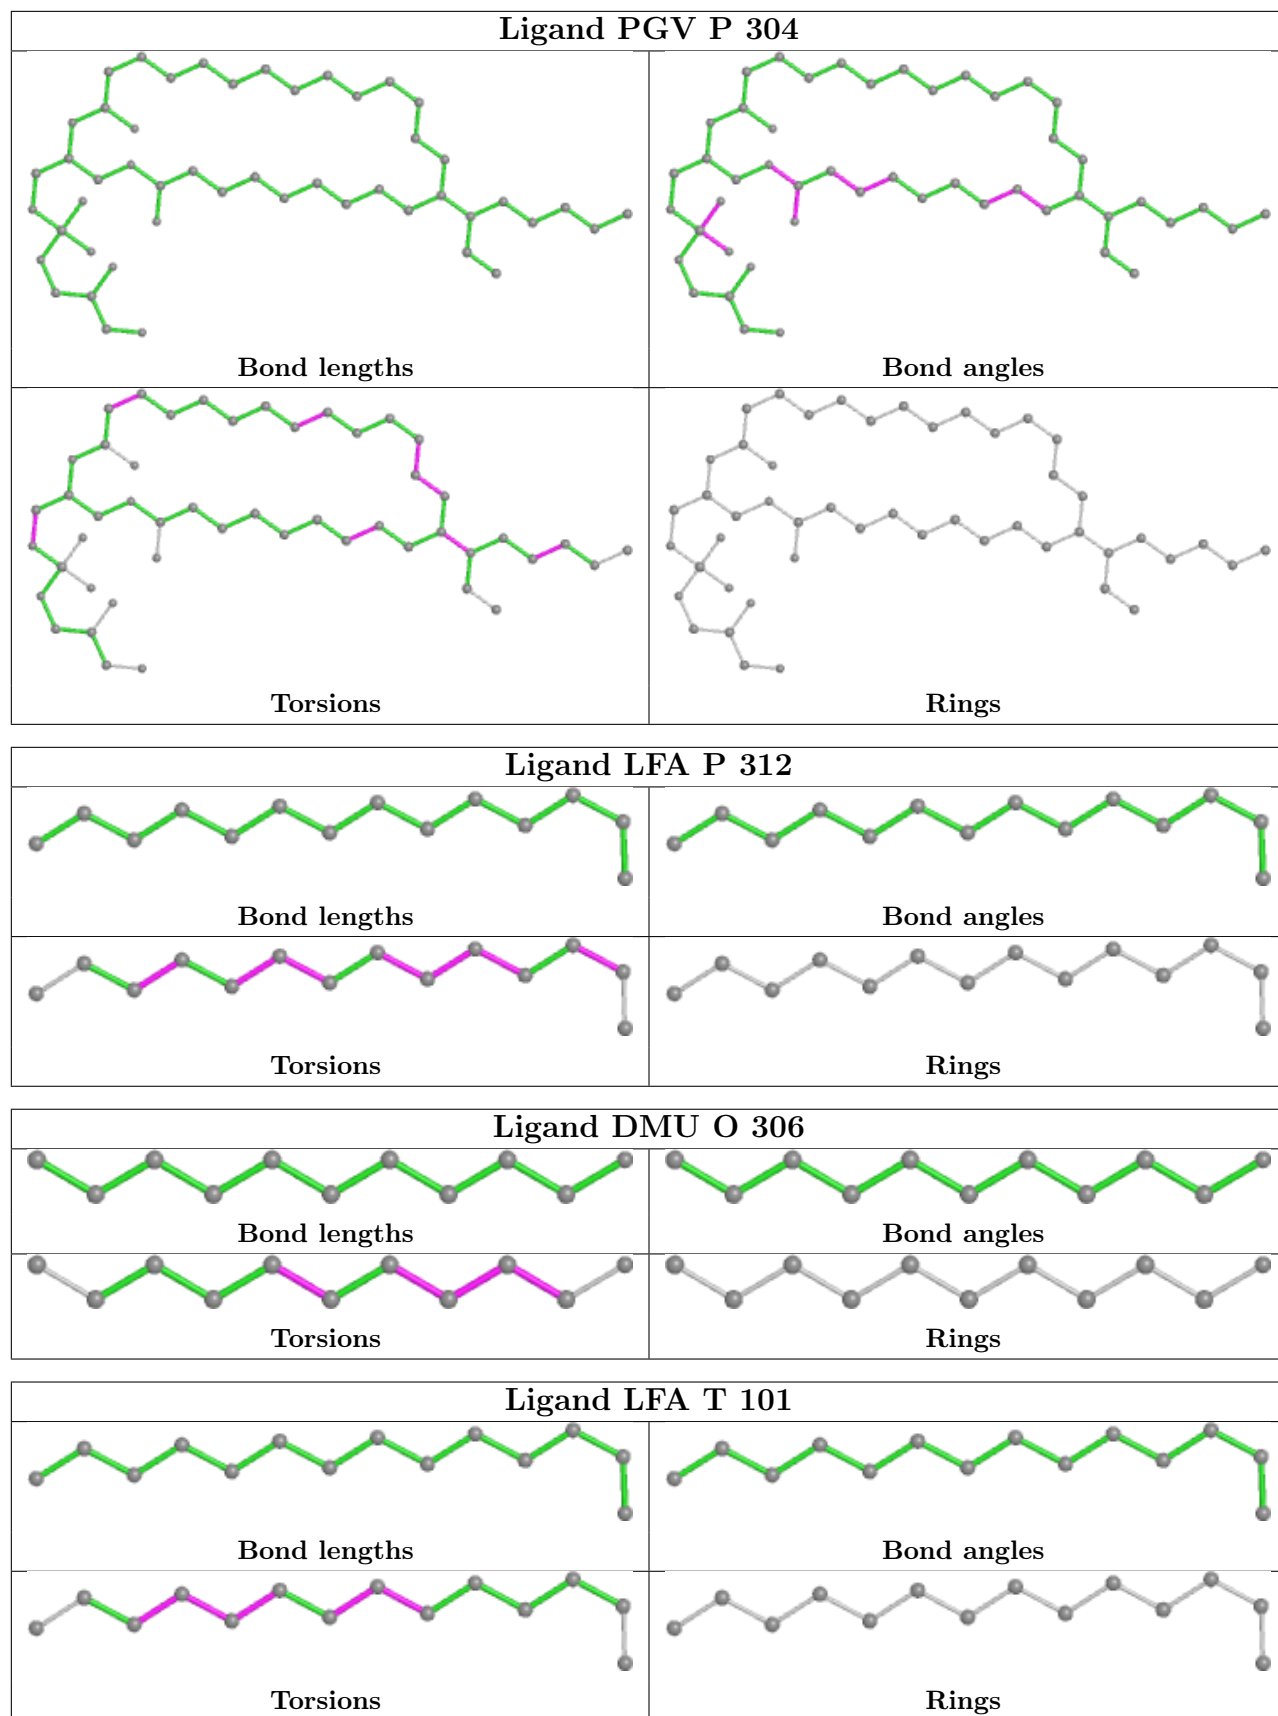 Ligand PGV P 304
Bond lengths
Bond angles
Torsions
Rings
Ligand LFA P 312
Bond lengths
Bond angles
Torsions
Rings
Ligand DMU O 306
Bond lengths
Bond angles
Torsions
Rings
Ligand LFA T 101
Bond lengths
Bond angles
Torsions
Rings